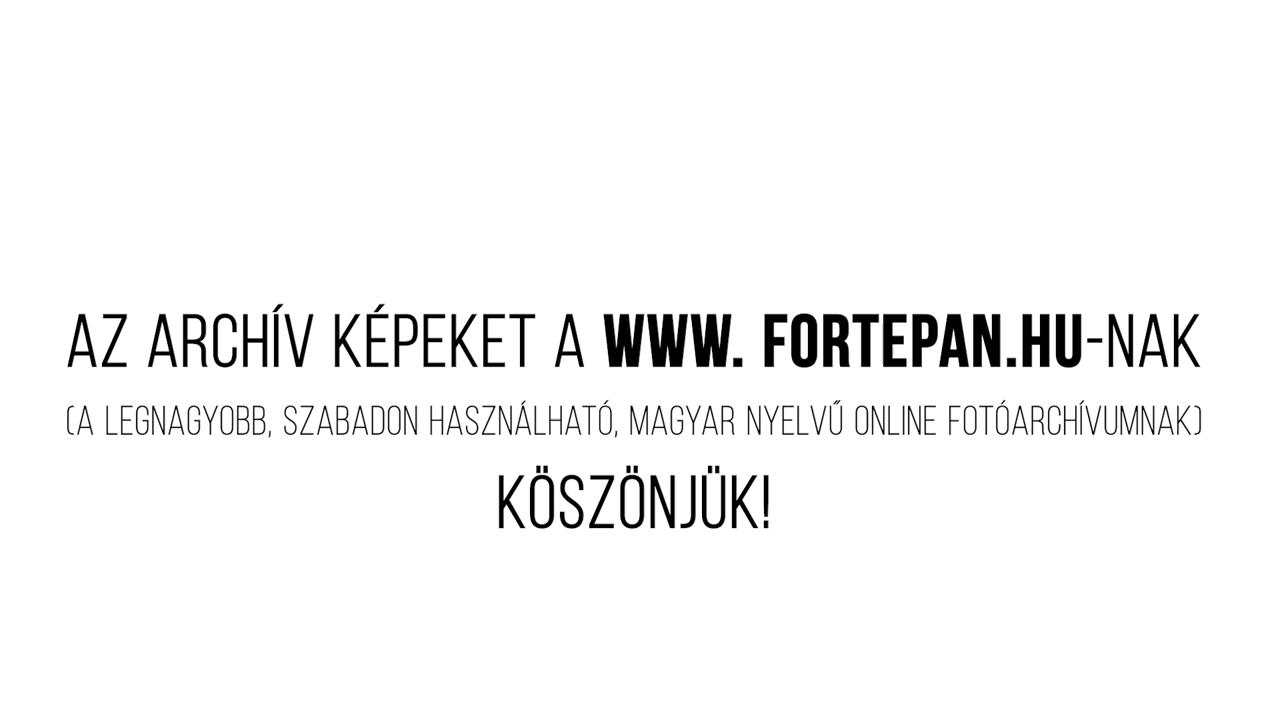 AZ ARCHÍV KÉPEKET A WWW. FORTEPAN.HU-NAK
(A LEGNAGYOBB, SZABADON HASZNÁLHATÓ, MAGYAR NYELVŰ ONLINE FOTÓARCHÍVUMNAK)
KÖSZÖNJÜK!